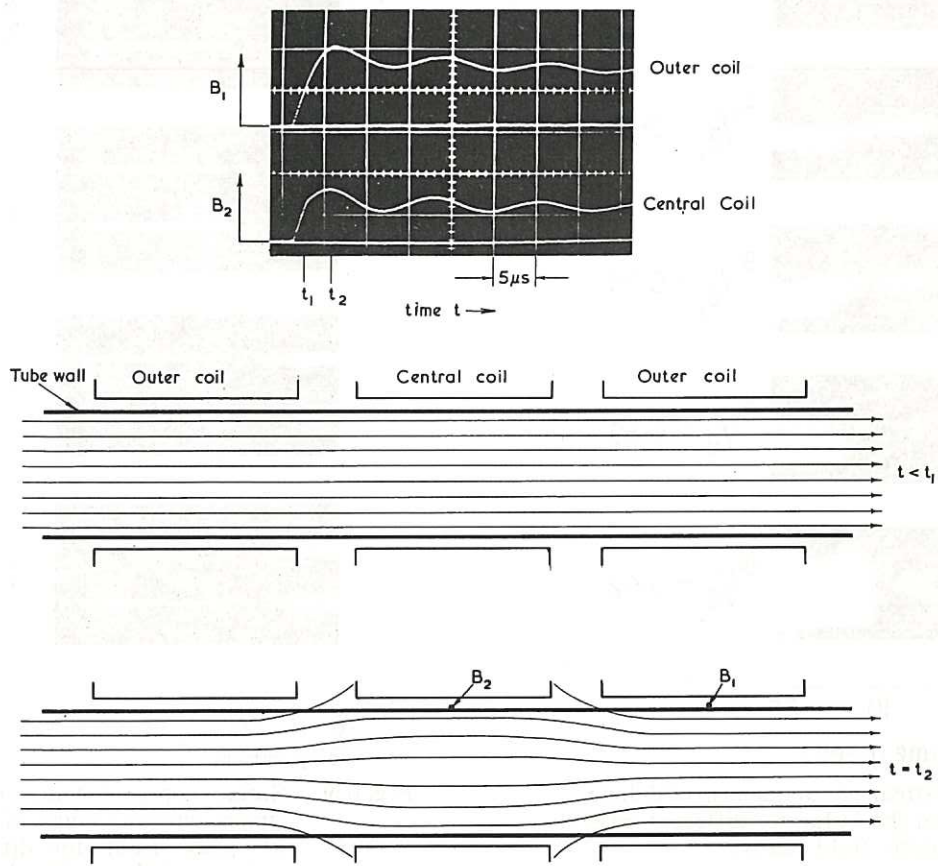 B₁
Outer coil
B₂
Central Coil
t₁ t₂
5μs
time t
Tube wall
Outer coil
Central coil
Outer coil
t < t₁
B₂
B₁
t = t₂